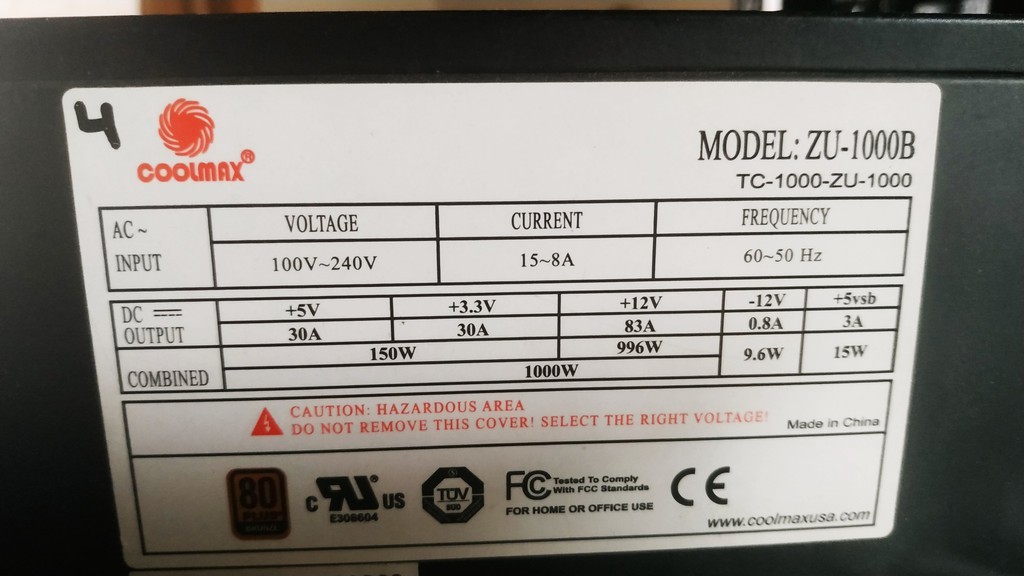 4
COOLMAX®
MODEL: ZU-1000B
TC-1000-ZU-1000
AC ~ INPUT
VOLTAGE CURRENT FREQUENCY
100V~240V 15~8A 60~50 Hz
DC OUTPUT
+5V +3.3V +12V -12V +5vsb
30A 30A 83A 0.8A 3A
COMBINED
150W 996W 9.6W 15W
1000W
CAUTION: HAZARDOUS AREA
DO NOT REMOVE THIS COVER! SELECT THE RIGHT VOLTAGE!
Made in China
80
PLUS
c RU US
E308604
TÜV
FC Tested To Comply
With FCC Standards
FOR HOME OR OFFICE USE
CE
www.coolmaxusa.com